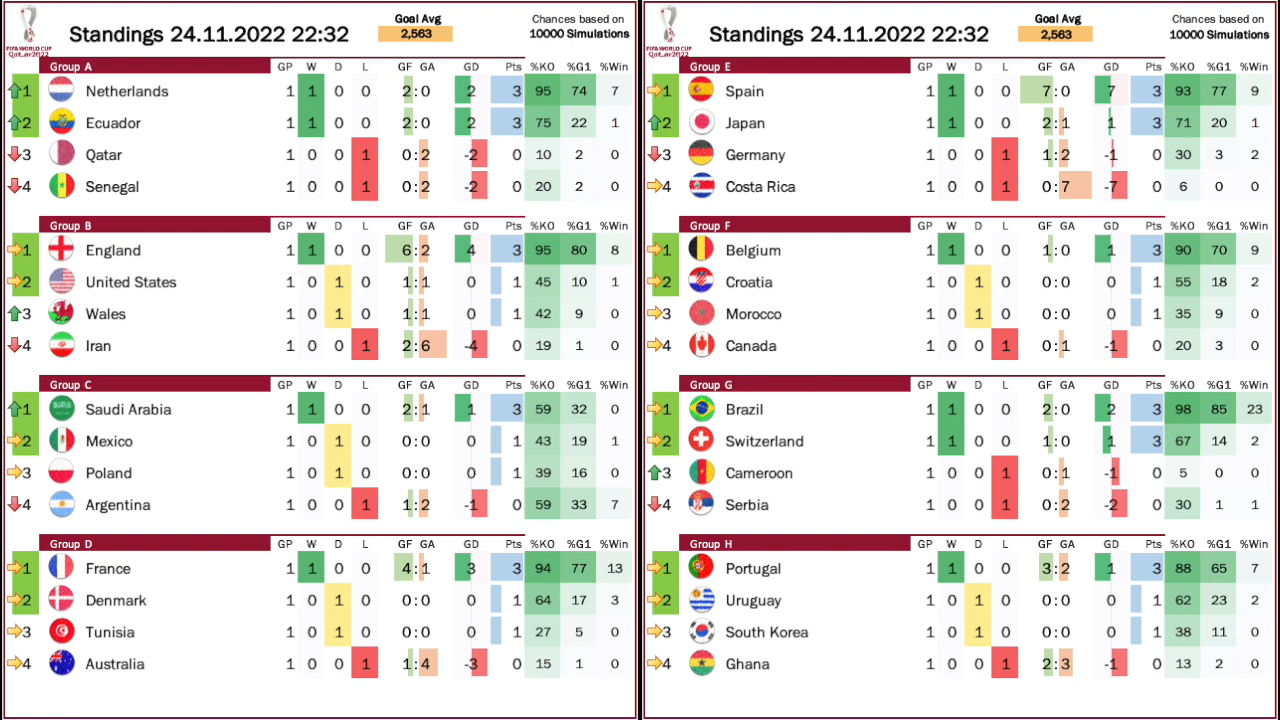 FIFA WORLD CUP
Qatar2022
Standings 24.11.2022 22:32
Goal Avg
2,563
Chances based on
10000 Simulations
Group A GP W D L GF GA GD Pts %KO %G1 %Win
1 Netherlands 1 1 0 0 2:0 2 3 95 74 7
2 Ecuador 1 1 0 0 2:0 2 3 75 22 1
3 Qatar 1 0 0 1 0:2 -2 0 10 2 0
4 Senegal 1 0 0 1 0:2 -2 0 20 2 0
Group B GP W D L GF GA GD Pts %KO %G1 %Win
1 England 1 1 0 0 6:2 4 3 95 80 8
2 United States 1 0 1 0 1:1 0 1 45 10 1
3 Wales 1 0 1 0 1:1 0 1 42 9 0
4 Iran 1 0 0 1 2:6 -4 0 19 1 0
Group C GP W D L GF GA GD Pts %KO %G1 %Win
1 Saudi Arabia 1 1 0 0 2:1 1 3 59 32 0
2 Mexico 1 0 1 0 0:0 0 1 43 19 1
3 Poland 1 0 1 0 0:0 0 1 39 16 0
4 Argentina 1 0 0 1 1:2 -1 0 59 33 7
Group D GP W D L GF GA GD Pts %KO %G1 %Win
1 France 1 1 0 0 4:1 3 3 94 77 13
2 Denmark 1 0 1 0 0:0 0 1 64 17 3
3 Tunisia 1 0 1 0 0:0 0 1 27 5 0
4 Australia 1 0 0 1 1:4 -3 0 15 1 0
FIFA WORLD CUP
Qatar2022
Standings 24.11.2022 22:32
Goal Avg
2,563
Chances based on
10000 Simulations
Group E GP W D L GF GA GD Pts %KO %G1 %Win
1 Spain 1 1 0 0 7:0 7 3 93 77 9
2 Japan 1 1 0 0 2:1 1 3 71 20 1
3 Germany 1 0 0 1 1:2 -1 0 30 3 2
4 Costa Rica 1 0 0 1 0:7 -7 0 6 0 0
Group F GP W D L GF GA GD Pts %KO %G1 %Win
1 Belgium 1 1 0 0 1:0 1 3 90 70 9
2 Croatia 1 0 1 0 0:0 0 1 55 18 2
3 Morocco 1 0 1 0 0:0 0 1 35 9 0
4 Canada 1 0 0 1 0:1 -1 0 20 3 0
Group G GP W D L GF GA GD Pts %KO %G1 %Win
1 Brazil 1 1 0 0 2:0 2 3 98 85 23
2 Switzerland 1 1 0 0 1:0 1 3 67 14 2
3 Cameroon 1 0 0 1 0:1 -1 0 5 0 0
4 Serbia 1 0 0 1 0:2 -2 0 30 1 1
Group H GP W D L GF GA GD Pts %KO %G1 %Win
1 Portugal 1 1 0 0 3:2 1 3 88 65 7
2 Uruguay 1 0 1 0 0:0 0 1 62 23 2
3 South Korea 1 0 1 0 0:0 0 1 38 11 0
4 Ghana 1 0 0 1 2:3 -1 0 13 2 0